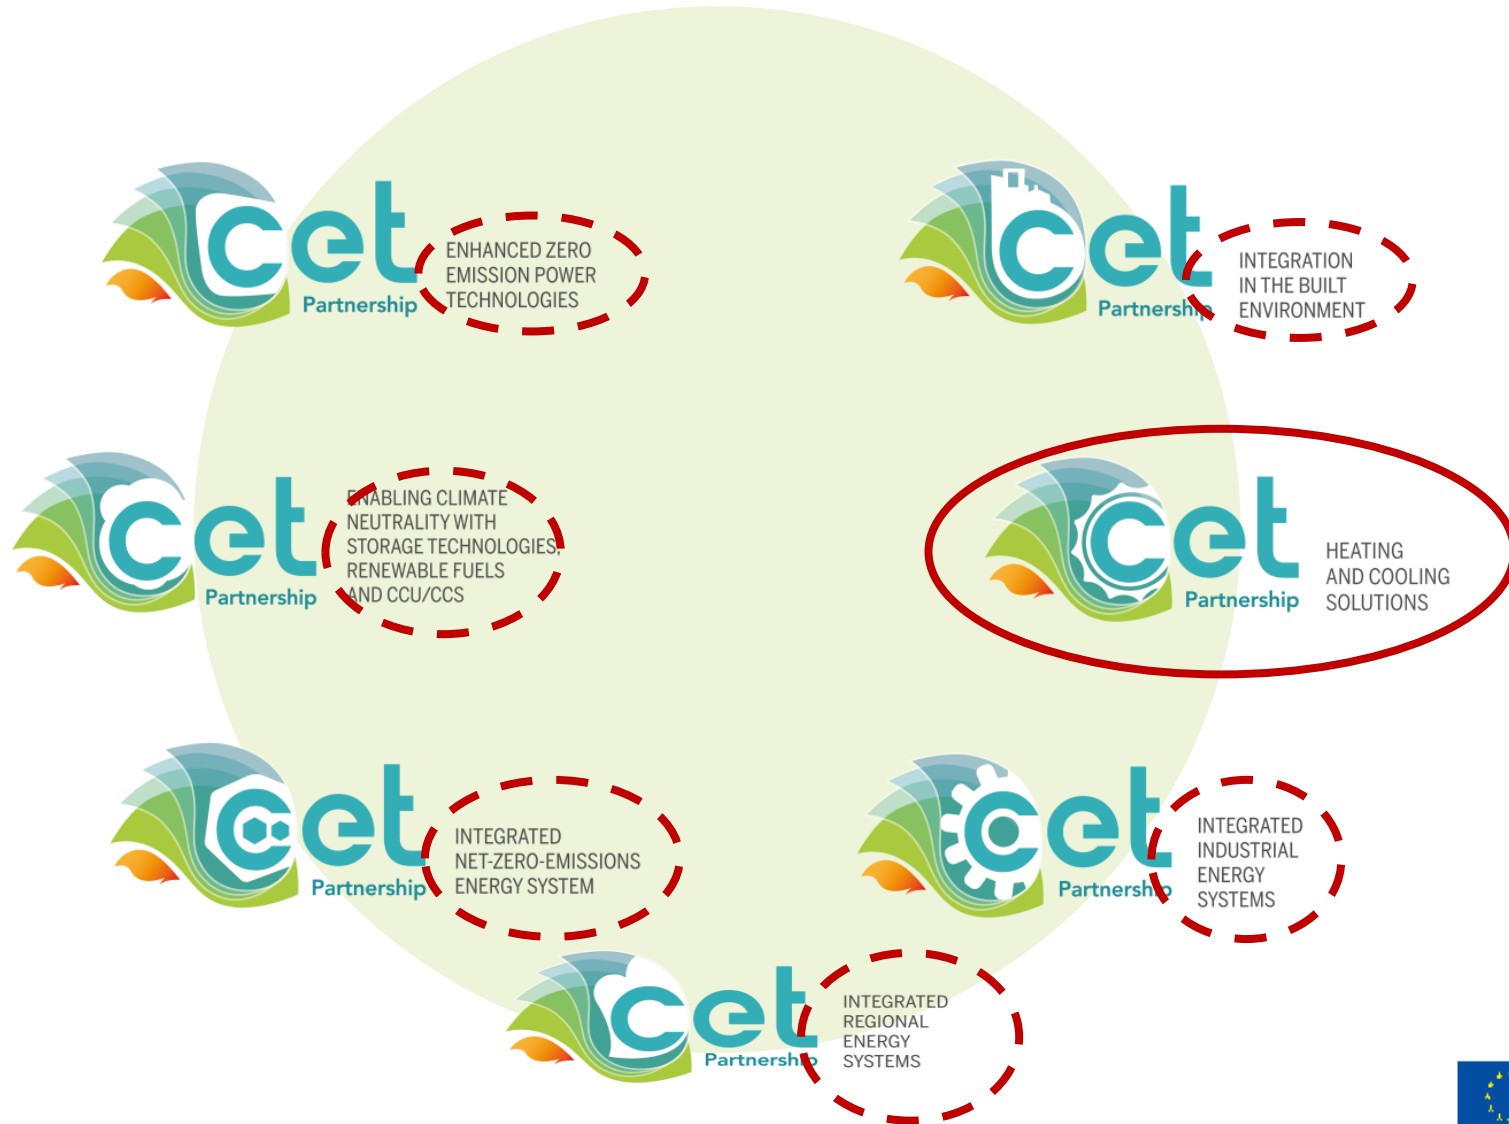 cet
Partnership
ENHANCED ZERO
EMISSION POWER
TECHNOLOGIES
cet
Partnership
INTEGRATION
IN THE BUILT
ENVIRONMENT
cet
Partnership
ENABLING CLIMATE
NEUTRALITY WITH
STORAGE TECHNOLOGIES,
RENEWABLE FUELS
AND CCU/CCS
cet
Partnership
HEATING
AND COOLING
SOLUTIONS
cet
Partnership
INTEGRATED
NET-ZERO-EMISSIONS
ENERGY SYSTEM
cet
Partnership
INTEGRATED
INDUSTRIAL
ENERGY
SYSTEMS
cet
Partnership
INTEGRATED
REGIONAL
ENERGY
SYSTEMS